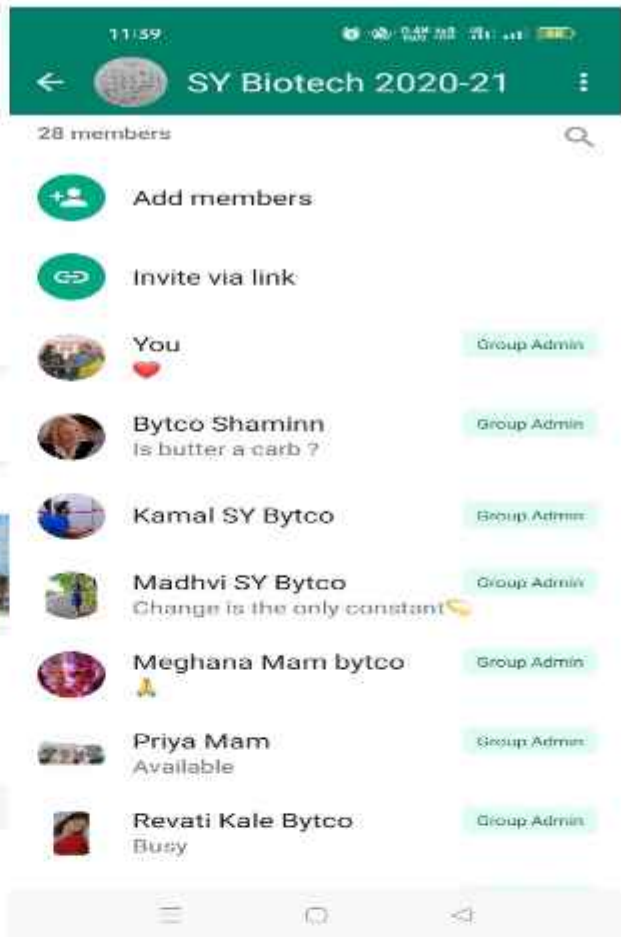 11:39
SY Biotech 2020-21
28 members
Add members
Invite via link
You
Group Admin
❤️
Bytco Shaminn
Group Admin
Is butter a carb ?
Kamal SY Bytco
Group Admin
Madhvi SY Bytco
Group Admin
Change is the only constant💫
Meghana Mam bytco
Group Admin
🙏
Priya Mam
Group Admin
Available
Revati Kale Bytco
Group Admin
Busy